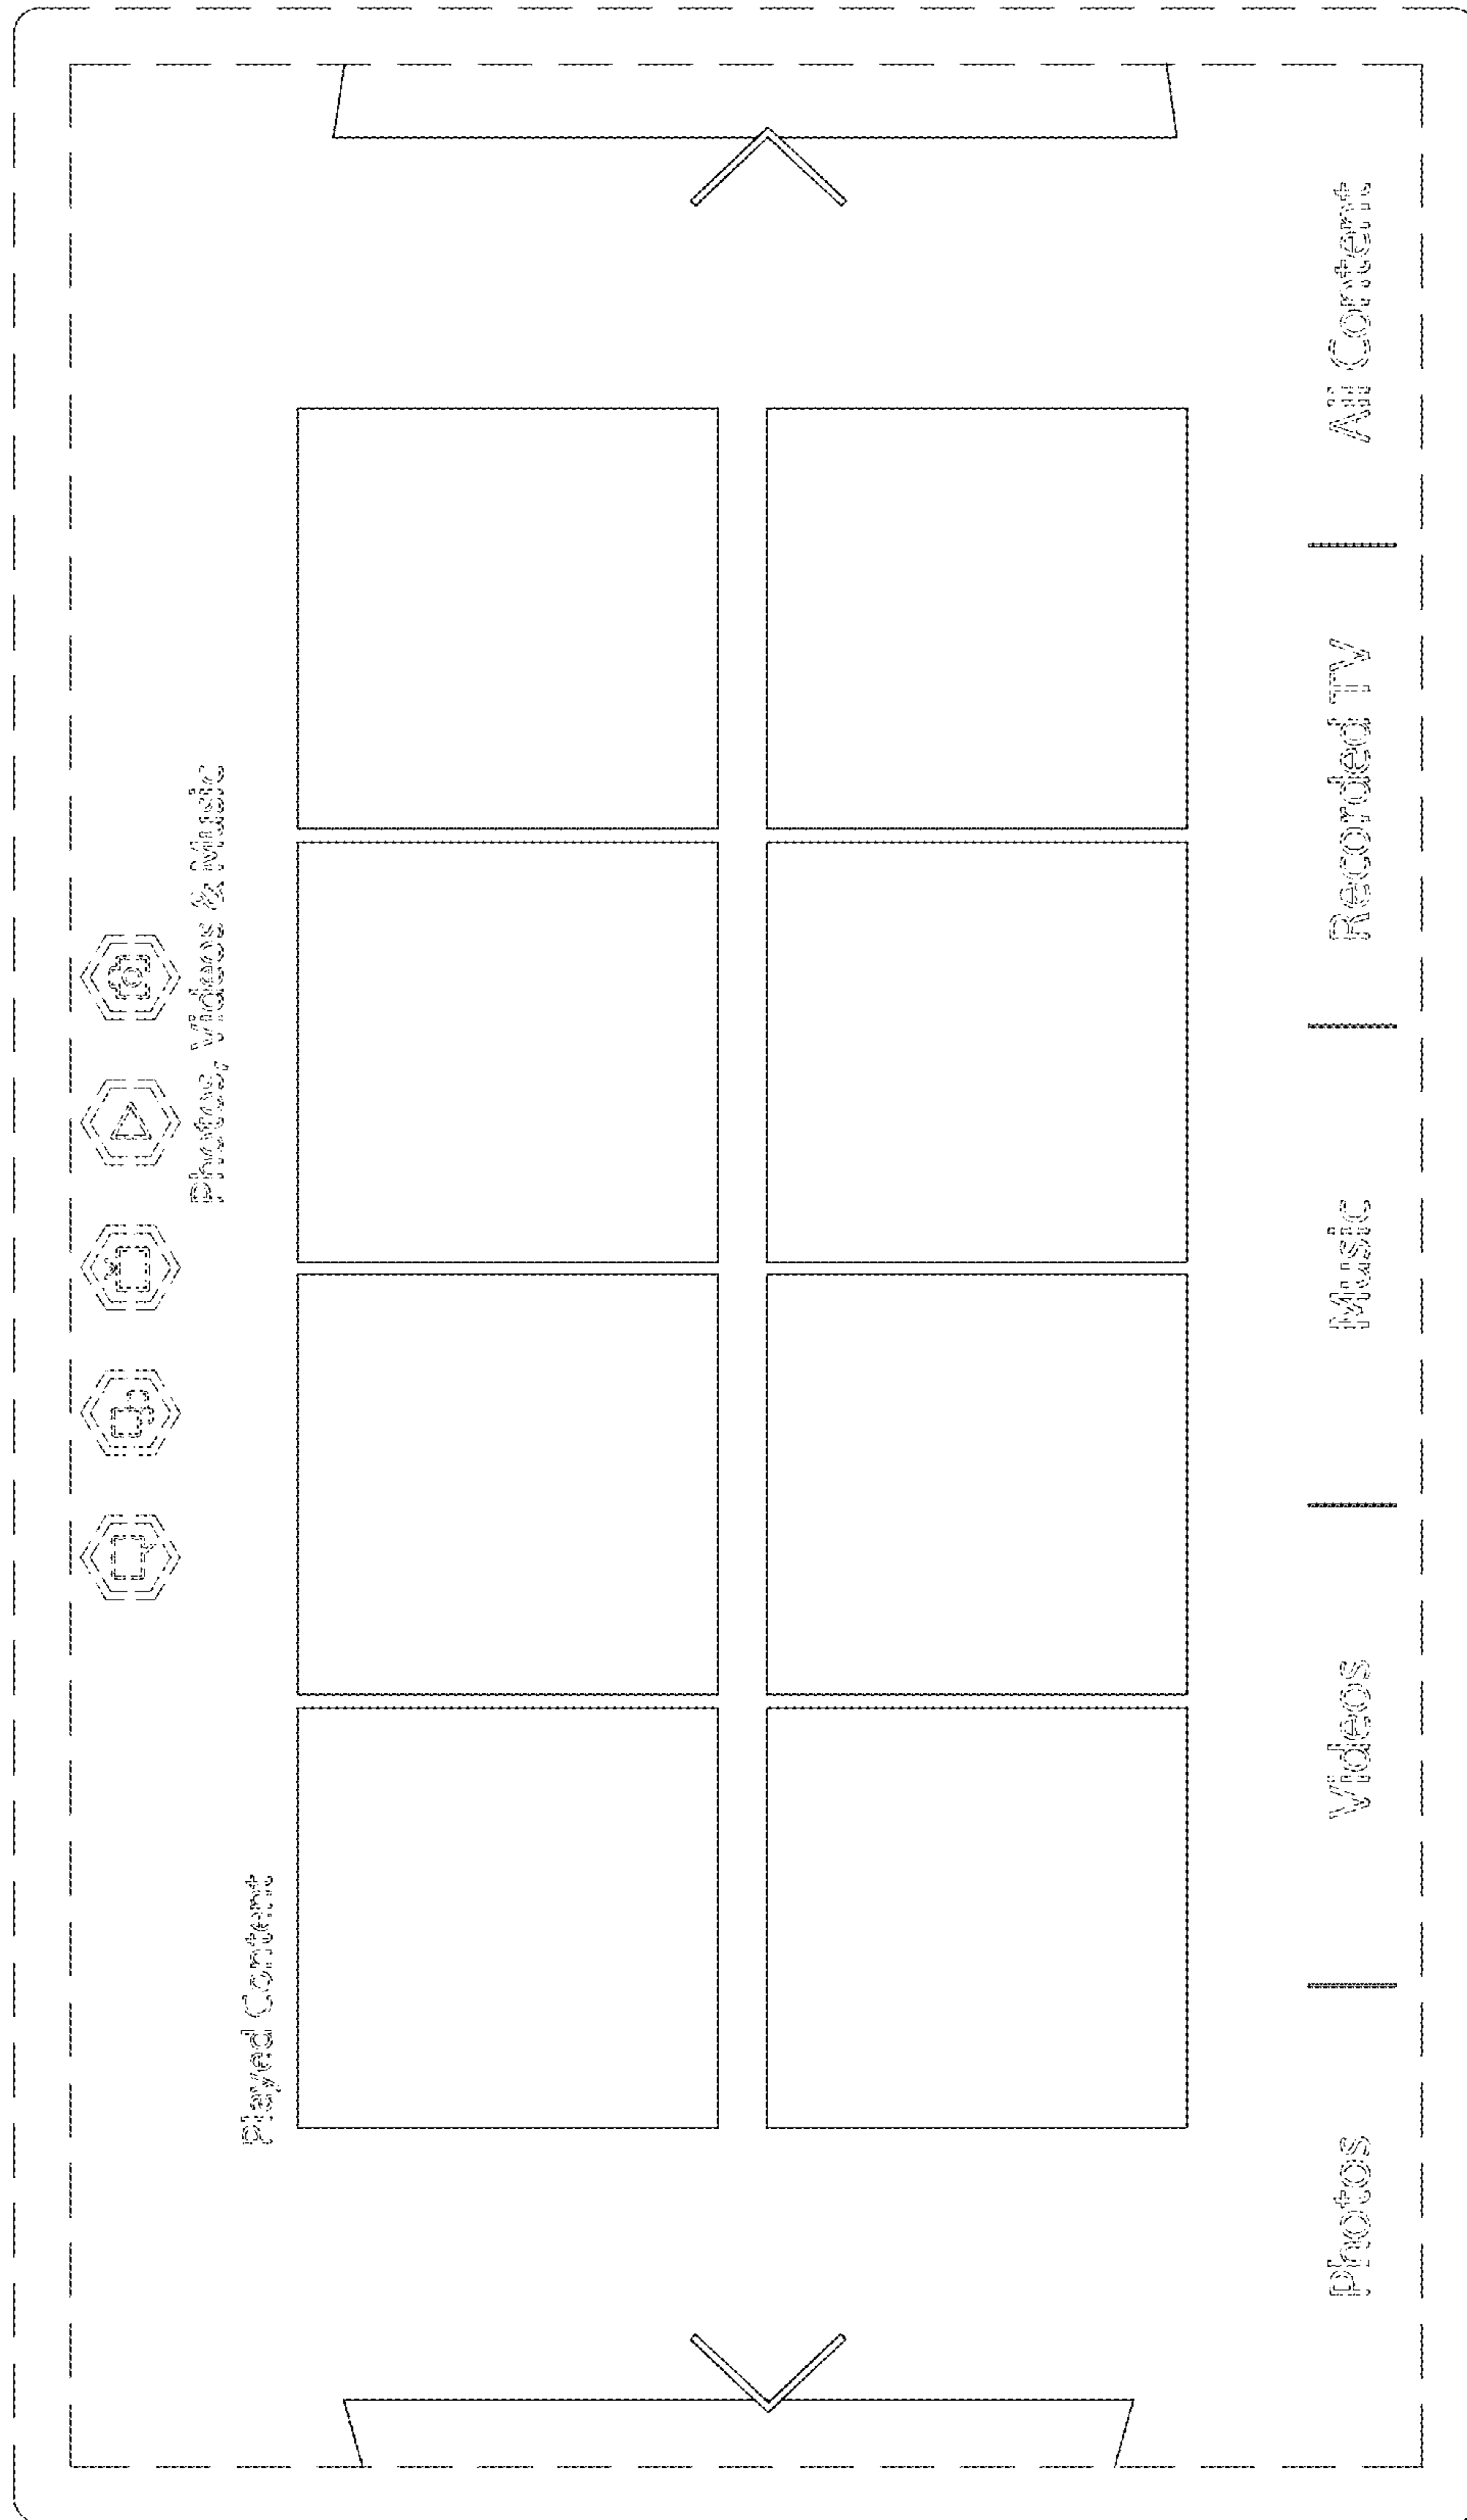 Photos, Videos & Music
Played Content
Photos
Videos
Music
Recorded TV
All Content